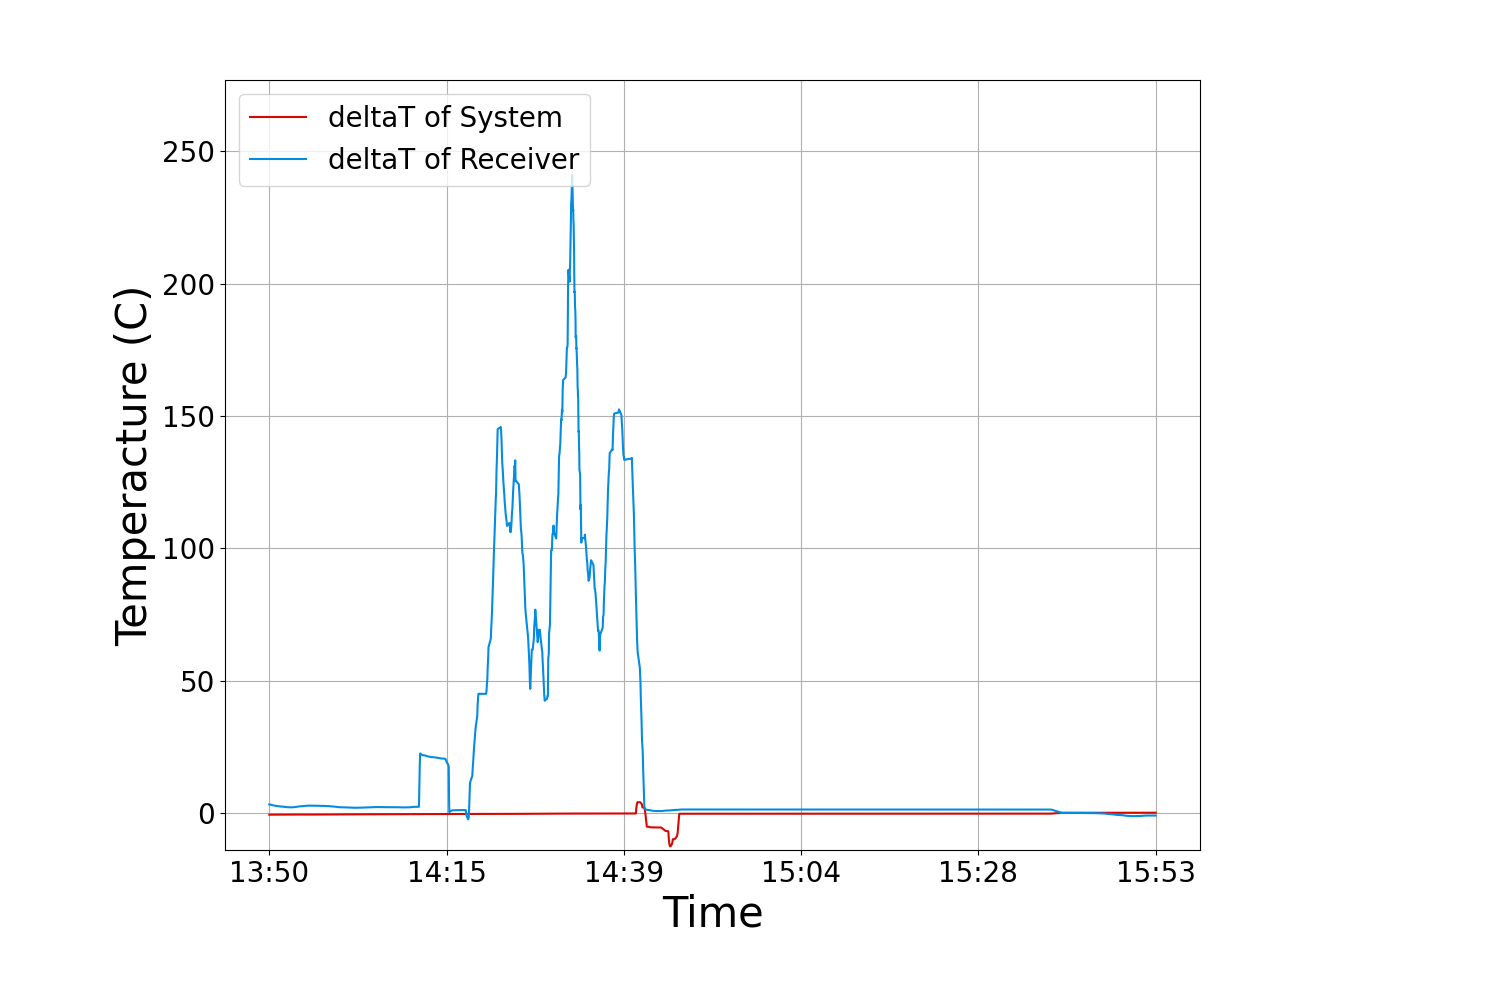 deltaT of System
deltaT of Receiver
Temperacture (C)
250
200
150
100
50
0
13:50 14:15 14:39 15:04 15:28 15:53
Time